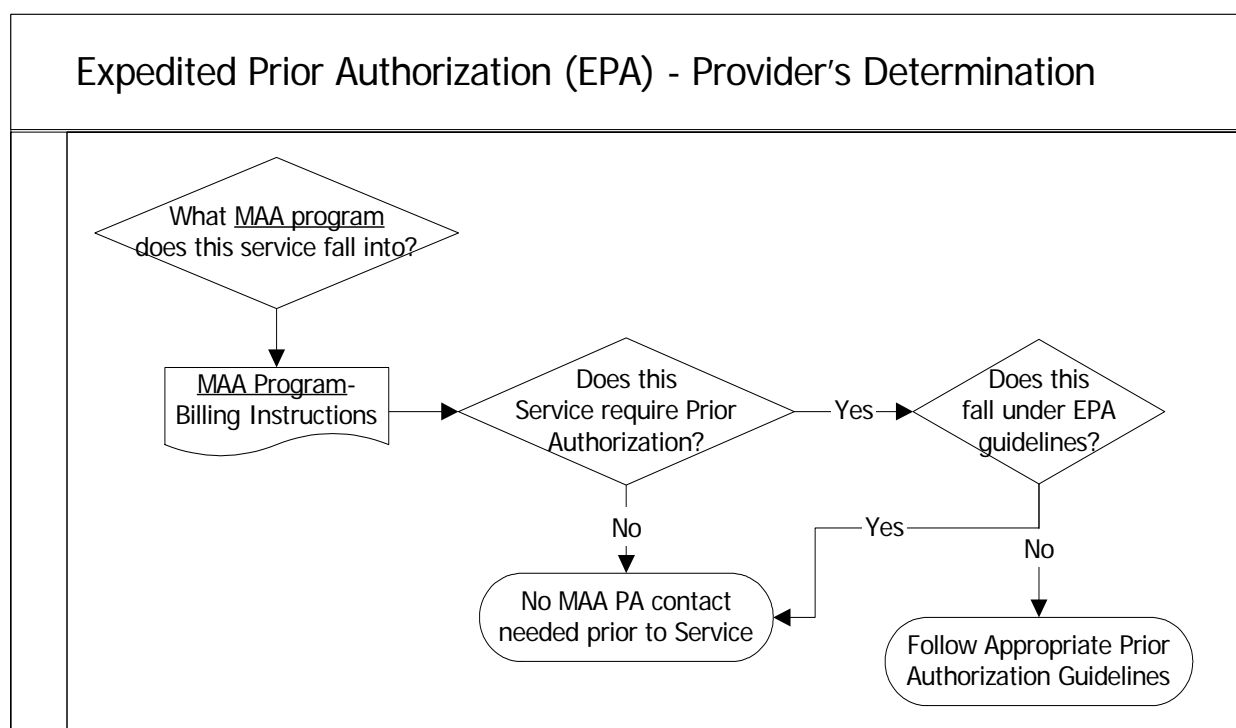 Expedited Prior Authorization (EPA) - Provider's Determination
What MAA program
does this service fall into?
MAA Program-
Billing Instructions
Does this
Service require Prior
Authorization?
Yes
Does this
fall under EPA
guidelines?
No
Yes
No
No MAA PA contact
needed prior to Service
Follow Appropriate Prior
Authorization Guidelines